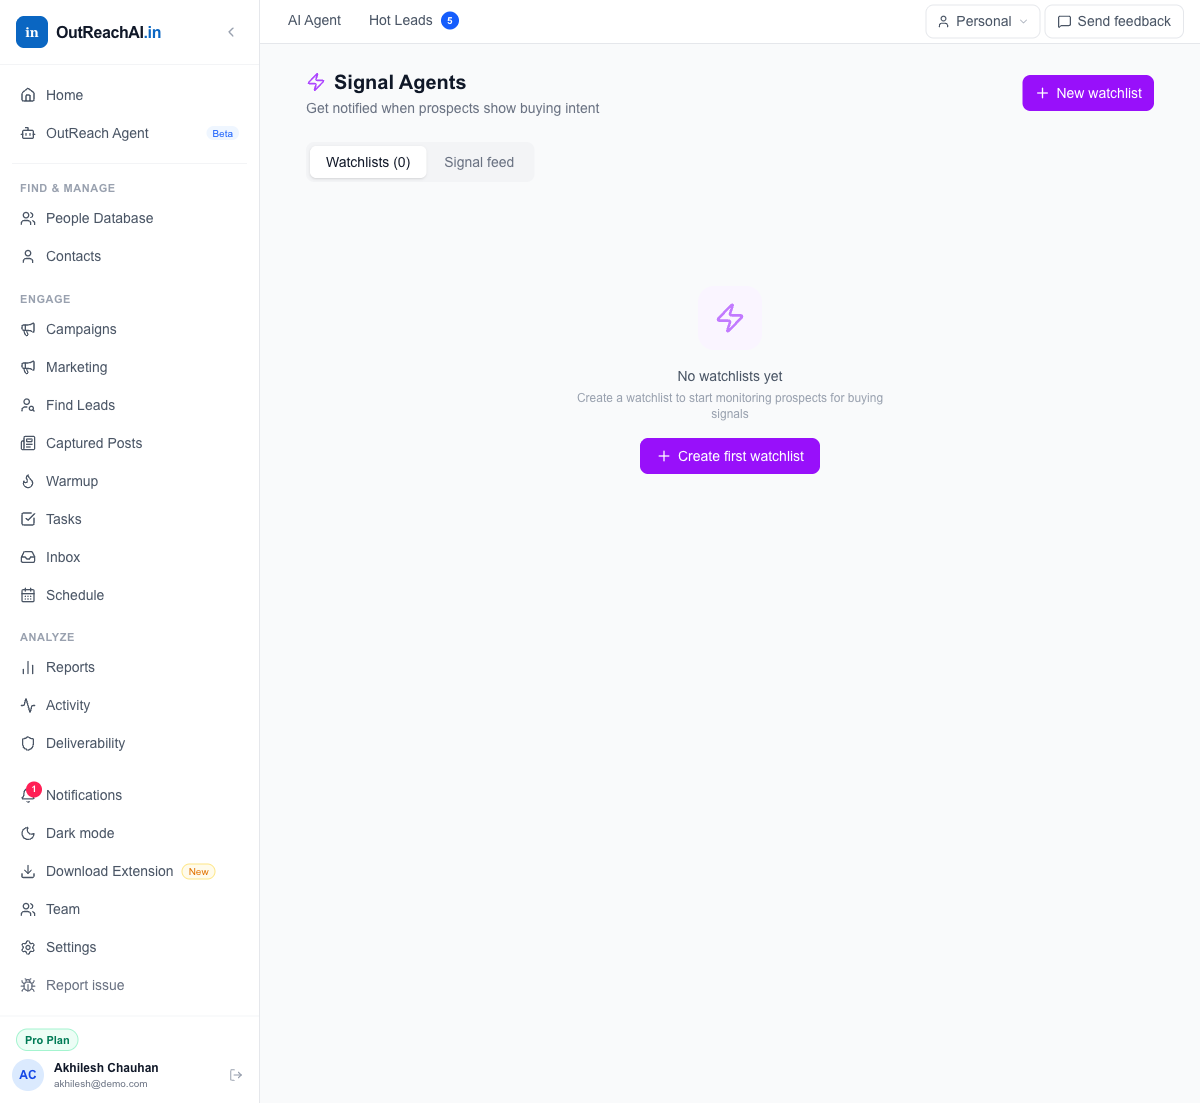 in
OutReachAI.in
Home
OutReach Agent
Beta
FIND & MANAGE
People Database
Contacts
ENGAGE
Campaigns
Marketing
Find Leads
Captured Posts
Warmup
Tasks
Inbox
Schedule
ANALYZE
Reports
Activity
Deliverability
1
Notifications
Dark mode
Download Extension
New
Team
Settings
Report issue
Pro Plan
AC
Akhilesh Chauhan
akhilesh@demo.com
AI Agent
Hot Leads
5
Personal
Send feedback
Signal Agents
Get notified when prospects show buying intent
New watchlist
Watchlists (0)
Signal feed
No watchlists yet
Create a watchlist to start monitoring prospects for buying
signals
Create first watchlist